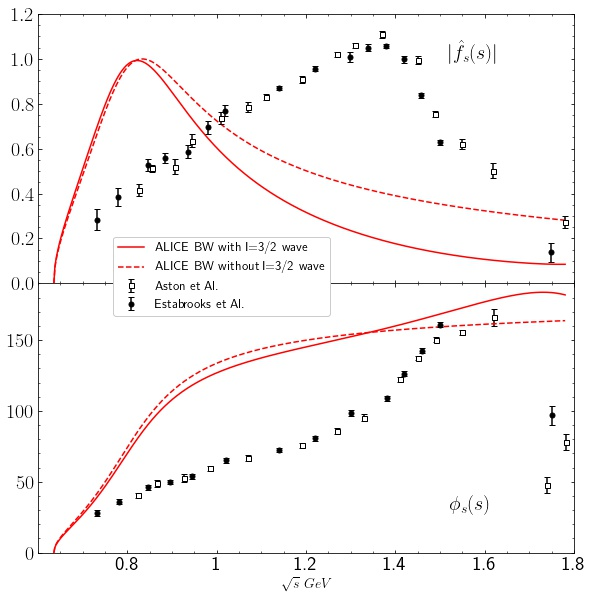 1.2
1.0
0.8
0.6
0.4
0.2
0.0
|f̂ₛ(s)|
ALICE BW with I=3/2 wave
ALICE BW without I=3/2 wave
Aston et Al.
Estabrooks et Al.
150
100
50
0
ϕₛ(s)
0.8 1 1.2 1.4 1.6 1.8
√s GeV